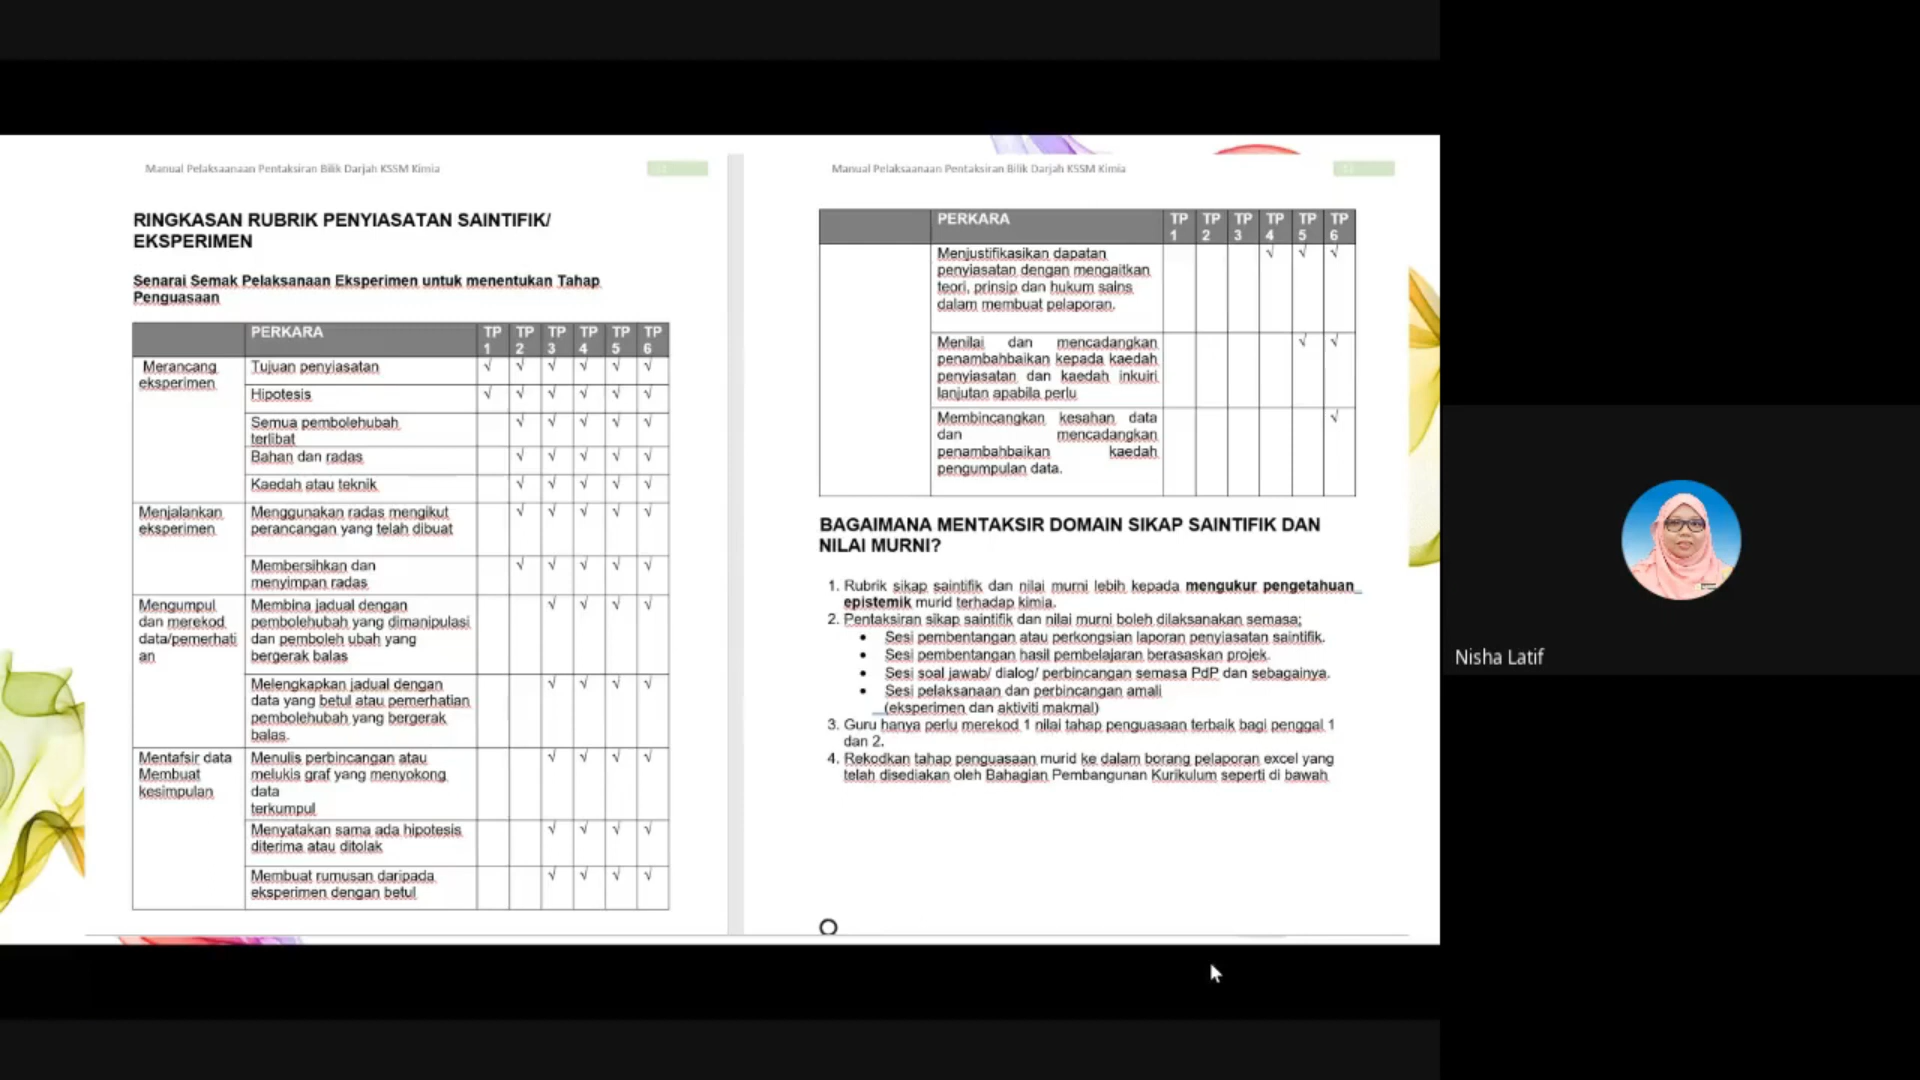 Manual Pelaksaanaan Pentaksiran Bilik Darjah KSSM Kimia
RINGKASAN RUBRIK PENYIASATAN SAINTIFIK/
EKSPERIMEN
Senarai Semak Pelaksanaan Eksperimen untuk menentukan Tahap
Penguasaan
PERKARA TP 1 TP 2 TP 3 TP 4 TP 5 TP 6
Merancang
eksperimen
Tujuan penyiasatan √ √ √ √ √ √
Hipotesis √ √ √ √ √ √
Semua pembolehubah
terlibat √ √ √ √ √
Bahan dan radas √ √ √ √ √
Kaedah atau teknik √ √ √ √ √
Menjalankan
eksperimen
Menggunakan radas mengikut
perancangan yang telah dibuat √ √ √ √ √
Membersihkan dan
menyimpan radas √ √ √ √ √
Mengumpul
dan merekod
data/pemerhati
an
Membina jadual dengan
pembolehubah yang dimanipulasi
dan pemboleh ubah yang
bergerak balas √ √ √ √
Melengkapkan jadual dengan
data yang betul atau pemerhatian
pembolehubah yang bergerak
balas. √ √ √ √
Mentafsir data
Membuat
kesimpulan
Menulis perbincangan atau
melukis graf yang menyokong
data
terkumpul √ √ √ √
Menyatakan sama ada hipotesis
diterima atau ditolak √ √ √ √
Membuat rumusan daripada
eksperimen dengan betul √ √ √ √
Manual Pelaksaanaan Pentaksiran Bilik Darjah KSSM Kimia
PERKARA TP 1 TP 2 TP 3 TP 4 TP 5 TP 6
Menjustifikasikan dapatan
penyiasatan dengan mengaitkan
teori, prinsip dan hukum sains
dalam membuat pelaporan. √ √ √
Menilai dan mencadangkan
penambahbaikan kepada kaedah
penyiasatan dan kaedah inkuiri
lanjutan apabila perlu √ √
Membincangkan kesahan data
dan mencadangkan
penambahbaikan kaedah
pengumpulan data. √
BAGAIMANA MENTAKSIR DOMAIN SIKAP SAINTIFIK DAN
NILAI MURNI?
1. Rubrik sikap saintifik dan nilai murni lebih kepada mengukur pengetahuan
epistemik murid terhadap kimia.
2. Pentaksiran sikap saintifik dan nilai murni boleh dilaksanakan semasa;
• Sesi pembentangan atau perkongsian laporan penyiasatan saintifik.
• Sesi pembentangan hasil pembelajaran berasaskan projek.
• Sesi soal jawab/ dialog/ perbincangan semasa PdP dan sebagainya.
• Sesi pelaksanaan dan perbincangan amali
(eksperimen dan aktiviti makmal)
3. Guru hanya perlu merekod 1 nilai tahap penguasaan terbaik bagi penggal 1
dan 2.
4. Rekodkan tahap penguasaan murid ke dalam borang pelaporan excel yang
telah disediakan oleh Bahagian Pembangunan Kurikulum seperti di bawah
Nisha Latif